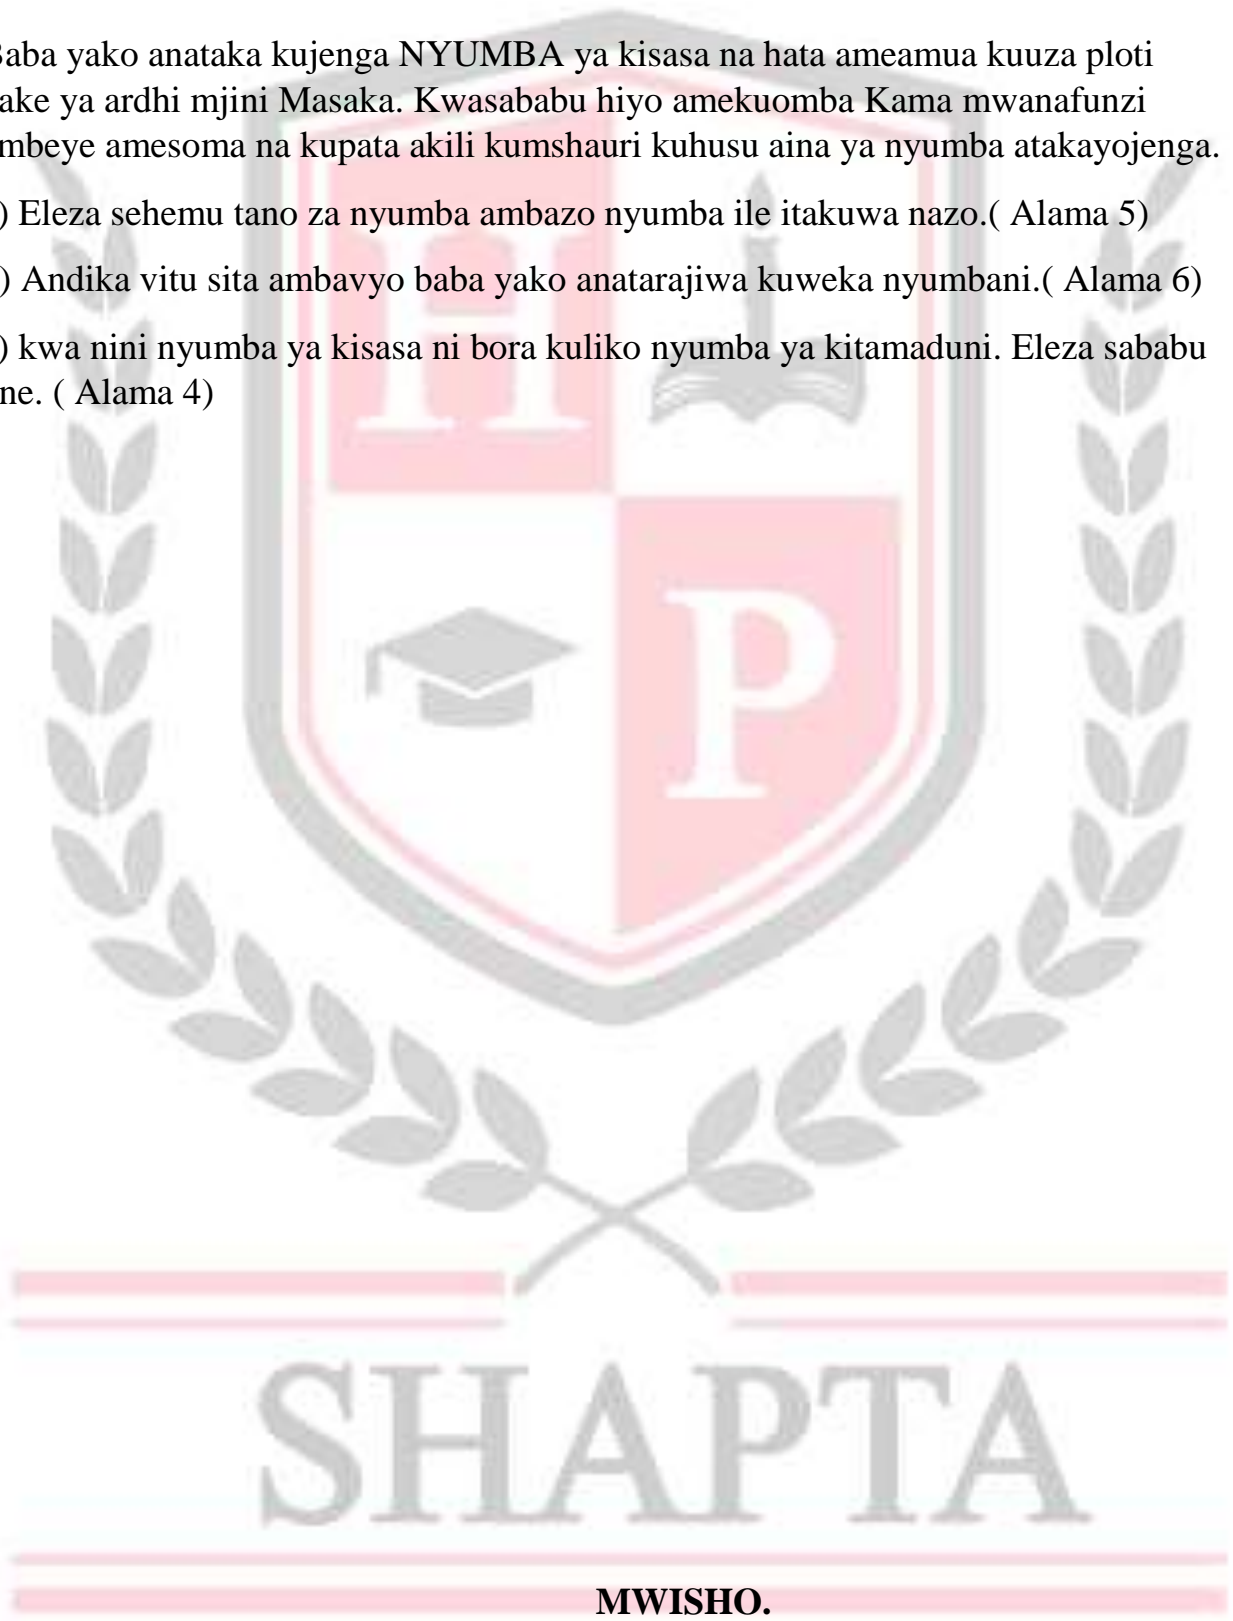 Baba yako anataka kujenga NYUMBA ya kisasa na hata ameamua kuuza ploti
ake ya ardhi mjini Masaka. Kwasababu hiyo amekuomba Kama mwanafunzi
mbeye amesoma na kupata akili kumshauri kuhusu aina ya nyumba atakayojenga.
) Eleza sehemu tano za nyumba ambazo nyumba ile itakuwa nazo.( Alama 5)
) Andika vitu sita ambavyo baba yako anatarajiwa kuweka nyumbani.( Alama 6)
) kwa nini nyumba ya kisasa ni bora kuliko nyumba ya kitamaduni. Eleza sababu
ne. ( Alama 4)
H
P
SHAPTA
MWISHO.